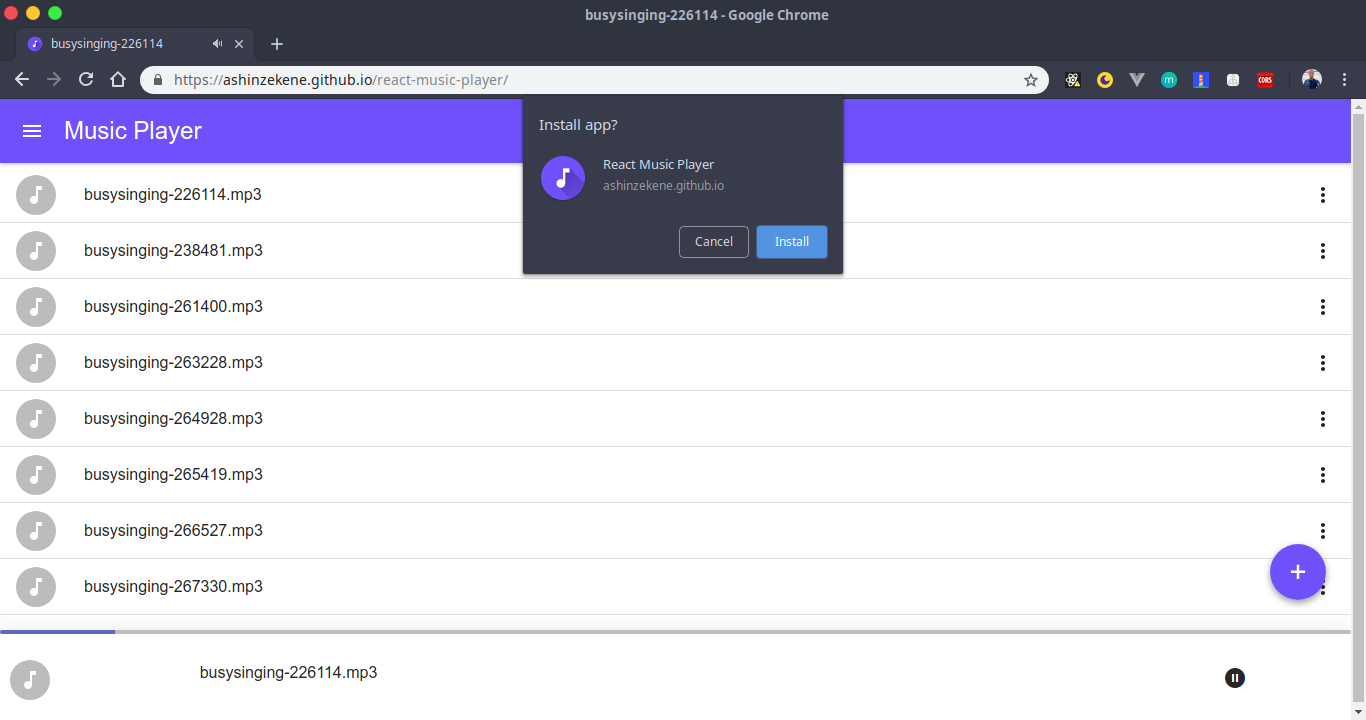 busysinging-226114 - Google Chrome
busysinging-226114
https://ashinzekene.github.io/react-music-player/
m
CORS
Music Player
Install app?
React Music Player
ashinzekene.github.io
Cancel Install
busysinging-226114.mp3
busysinging-238481.mp3
busysinging-261400.mp3
busysinging-263228.mp3
busysinging-264928.mp3
busysinging-265419.mp3
busysinging-266527.mp3
busysinging-267330.mp3
busysinging-226114.mp3